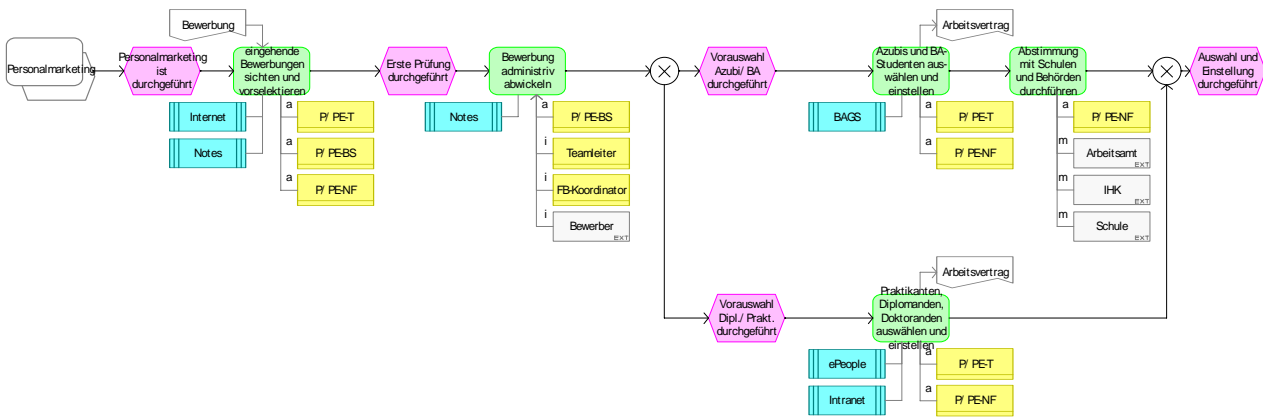 Personalmarketing
Personalmarketing
ist
durchgeführt
Bewerbung
eingehende
Bewerbungen
sichten und
vorselektieren
Internet
Notes
a
P/ PE-T
a
P/ PE-BS
a
P/ PE-NF
Erste Prüfung
durchgeführt
Bewerbung
administriv
abwickeln
Notes
a
P/ PE-BS
i
Teamleiter
i
FB-Koordinator
i
Bewerber
EXT
Vorauswahl
Azubi/ BA
durchgeführt
Arbeitsvertrag
Azubis und BA-
Studenten aus-
wählen und
einstellen
BAGS
a
P/ PE-T
a
P/ PE-NF
Abstimmung
mit Schulen
und Behörden
durchführen
a
P/ PE-NF
m
Arbeitsamt
EXT
m
IHK
EXT
m
Schule
EXT
Auswahl und
Einstellung
durchgeführt
Vorauswahl
Dipl./ Prakt.
durchgeführt
Arbeitsvertrag
Praktikanten,
Diplomanden,
Doktoranden
auswählen und
einstellen
ePeople
Intranet
a
P/ PE-T
a
P/ PE-NF